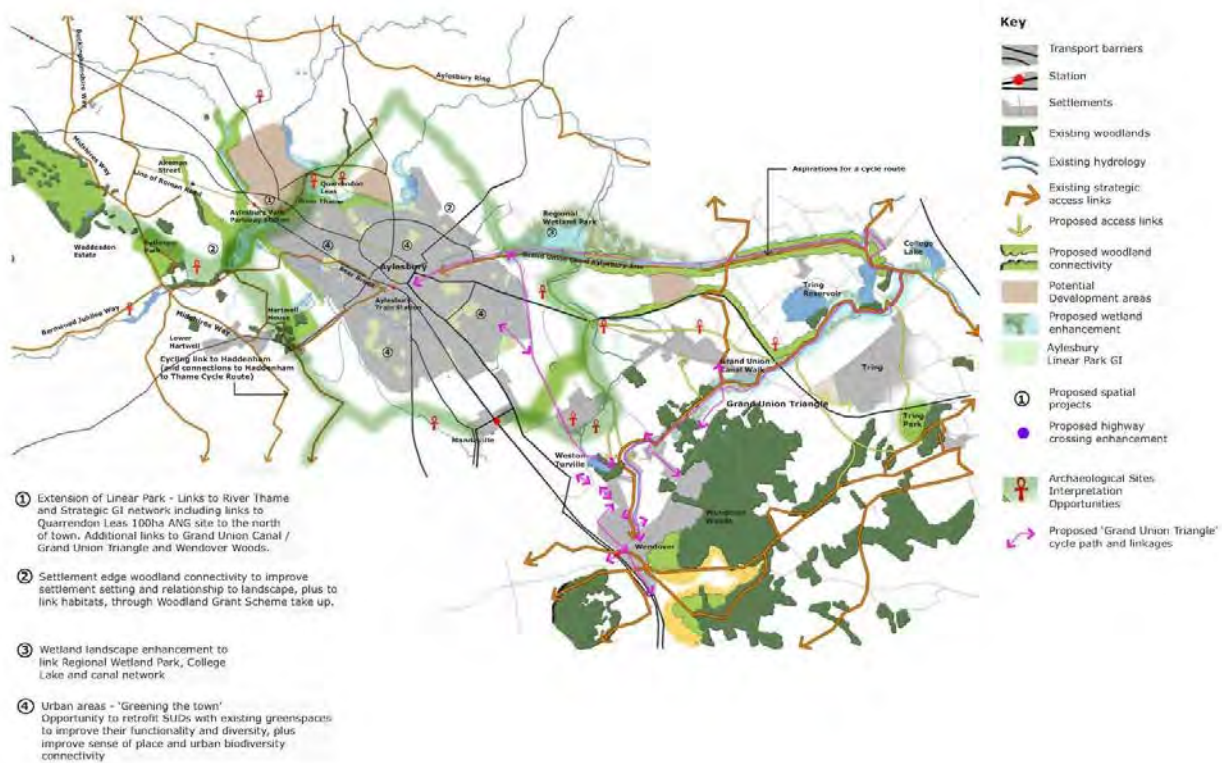 Buckinghamshire Way
Aylesbury Ring
Midshires Way
Akeman
Street
Line of Roman Road
Quarrendon
Leas
River Thame
Aylesbury Vale
Parkway Station
Waddesdon
Estate
Park
Regional
Wetland Park
Aspirations for a cycle route
College
Lake
Aylesbury
Bear Brook
Aylesbury
Train Station
Tring
Reservoir
Bernwood Jubilee Way
Midshires Way
Hartwell
House
Lower
Hartwell
Cycling link to Haddenham
(and connections to Haddenham
to Thame Cycle Route)
Grand Union
Canal Walk
Tring
Grand Union Triangle
Tring
Park
Weston
Turville
Wendover
Woods
Wendover
① Extension of Linear Park - Links to River Thame
and Strategic GI network including links to
Quarrendon Leas 100ha ANG site to the north
of town. Additional links to Grand Union Canal /
Grand Union Triangle and Wendover Woods.
② Settlement edge woodland connectivity to improve
settlement setting and relationship to landscape, plus to
link habitats, through Woodland Grant Scheme take up.
③ Wetland landscape enhancement to
link Regional Wetland Park, College
Lake and canal network
④ Urban areas - 'Greening the town'
Opportunity to retrofit SUDs with existing greenspaces
to improve their functionality and diversity, plus
improve sense of place and urban biodiversity
connectivity
Key
Transport barriers
Station
Settlements
Existing woodlands
Existing hydrology
Existing strategic
access links
Proposed access links
Proposed woodland
connectivity
Potential
Development areas
Proposed wetland
enhancement
Aylesbury
Linear Park GI
① Proposed spatial
projects
Proposed highway
crossing enhancement
Archaeological Sites
Interpretation
Opportunities
Proposed 'Grand Union Triangle'
cycle path and linkages